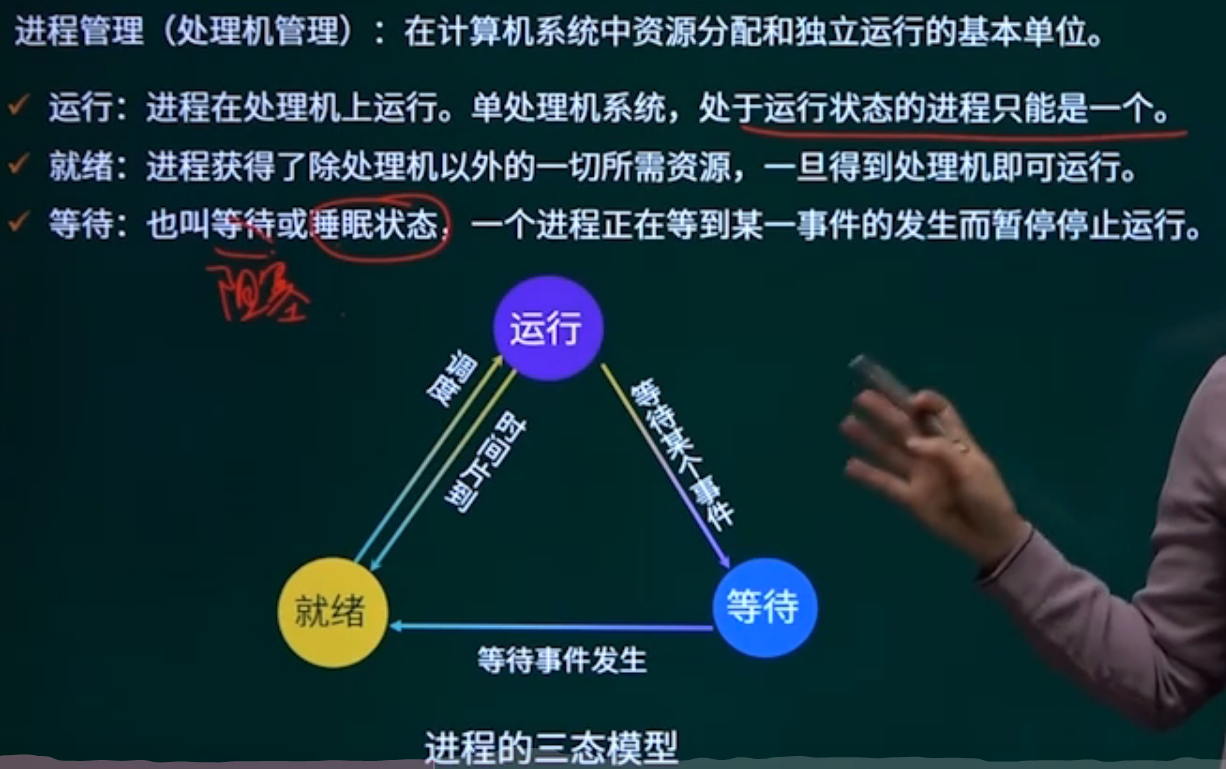 进程管理（处理机管理）：在计算机系统中资源分配和独立运行的基本单位。
✓ 运行：进程在处理机上运行。单处理机系统，处于运行状态的进程只能是一个。
✓ 就绪：进程获得了除处理机以外的一切所需资源，一旦得到处理机即可运行。
✓ 等待：也叫等待或睡眠状态，一个进程正在等到某一事件的发生而暂停停止运行。
阻塞
运行
调度
时间片到
等待某个事件
就绪
等待
等待事件发生
进程的三态模型